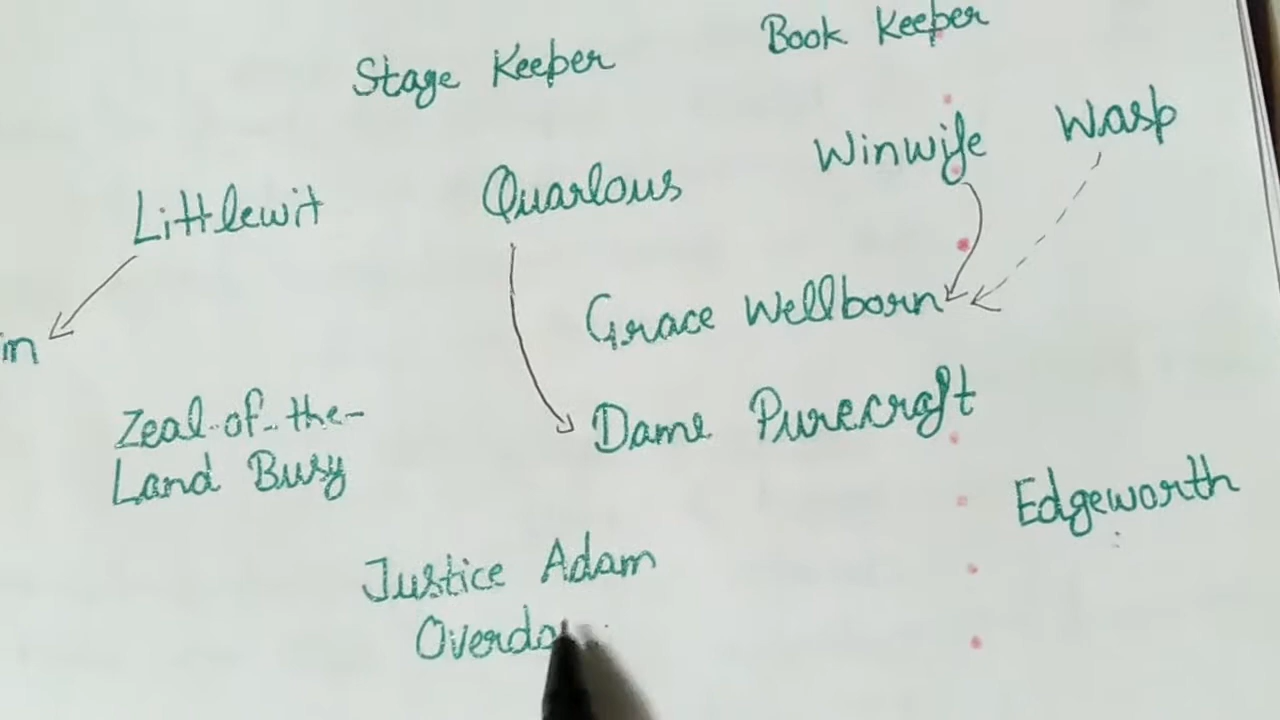 Stage Keeper
Book Keeper
Winwife
Wasp
Littlewit
Quarlous
Grace Wellborn
in
Zeal-of-the-
Land Busy
Dame Purecraft
Edgeworth
Justice Adam